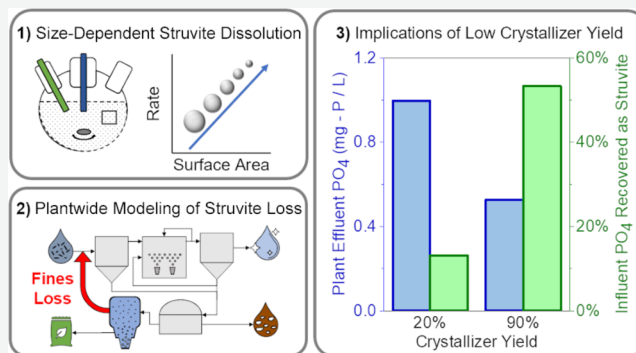 1) Size-Dependent Struvite Dissolution
Rate
Surface Area
2) Plantwide Modeling of Struvite Loss
Fines
Loss
3) Implications of Low Crystallizer Yield
Plant Effluent PO4 (mg - P / L)
1.2
0.8
0.4
0.0
60%
40%
20%
0%
Influent PO4 Recovered as Struvite
20%
90%
Crystallizer Yield